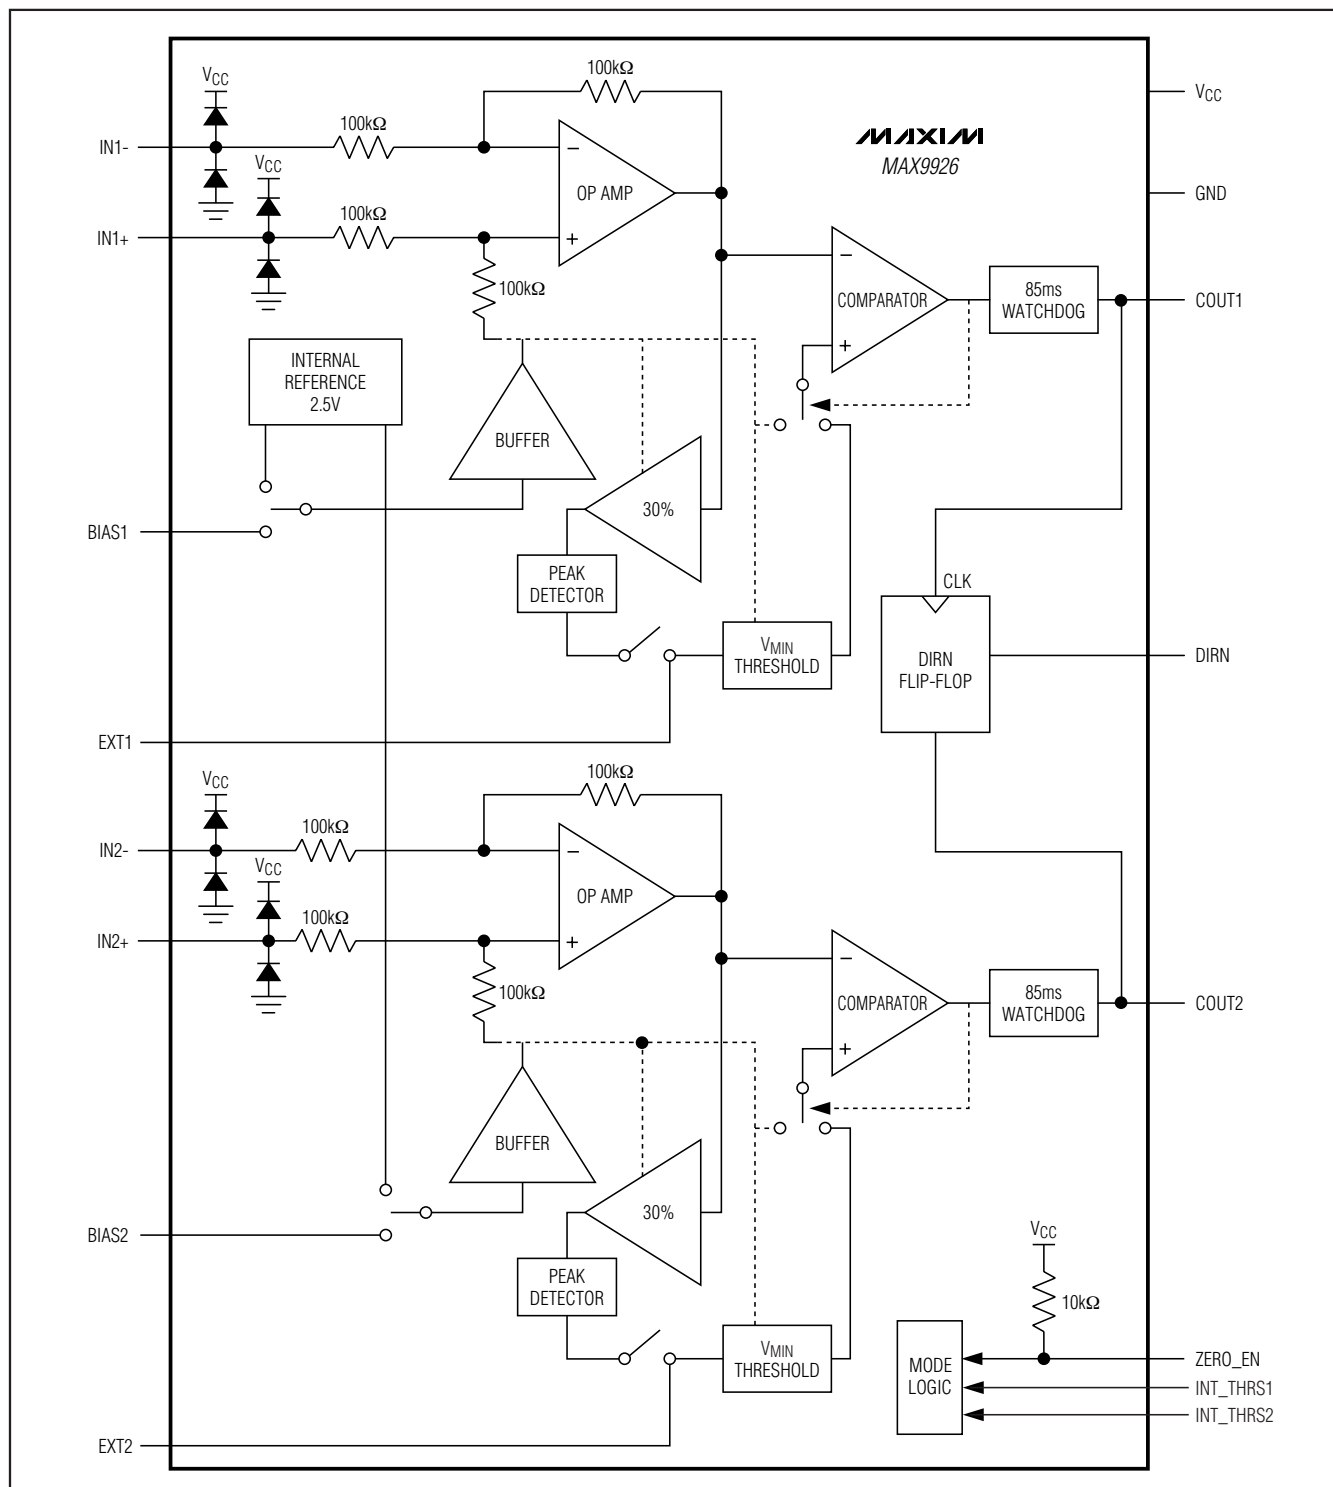 VCC
100kΩ
VCC
100kΩ
MAXIM
IN1-
VCC
−
MAX9926
OP AMP
GND
100kΩ
IN1+
+
−
100kΩ
COMPARATOR
85ms
WATCHDOG
COUT1
INTERNAL
REFERENCE
2.5V
+
BUFFER
30%
BIAS1
PEAK
DETECTOR
CLK
VMIN
THRESHOLD
DIRN
FLIP-FLOP
DIRN
EXT1
100kΩ
VCC
100kΩ
IN2-
VCC
−
OP AMP
100kΩ
IN2+
+
−
100kΩ
COMPARATOR
85ms
WATCHDOG
COUT2
+
BUFFER
30%
BIAS2
VCC
PEAK
DETECTOR
10kΩ
VMIN
THRESHOLD
MODE
LOGIC
ZERO_EN
INT_THRS1
INT_THRS2
EXT2